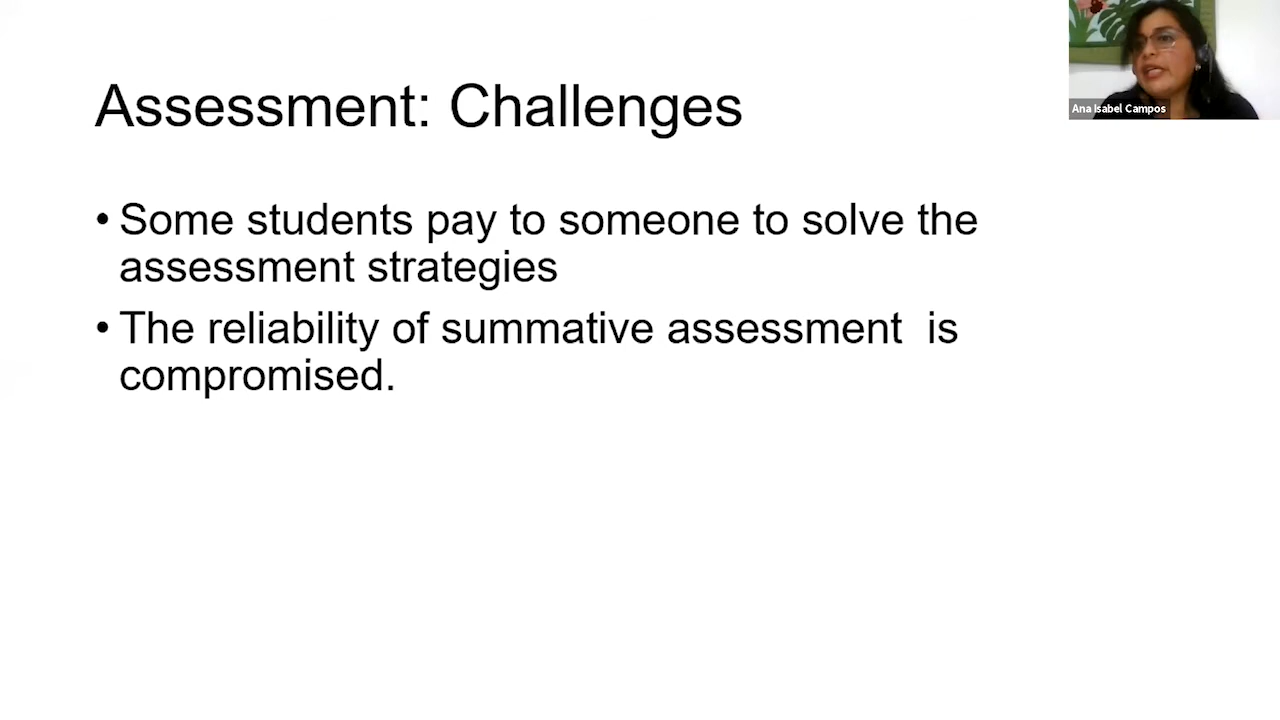 Assessment: Challenges
• Some students pay to someone to solve the
assessment strategies
• The reliability of summative assessment  is
compromised.
Ana Isabel Campos